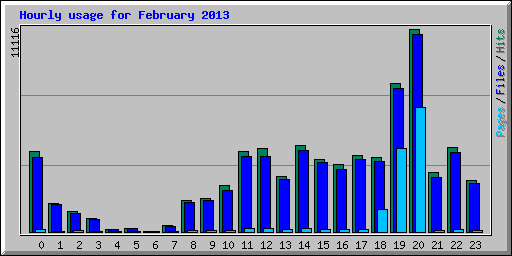 Hourly usage for February 2013
11116
Pages/Files/Hits
0 1 2 3 4 5 6 7 8 9 10 11 12 13 14 15 16 17 18 19 20 21 22 23